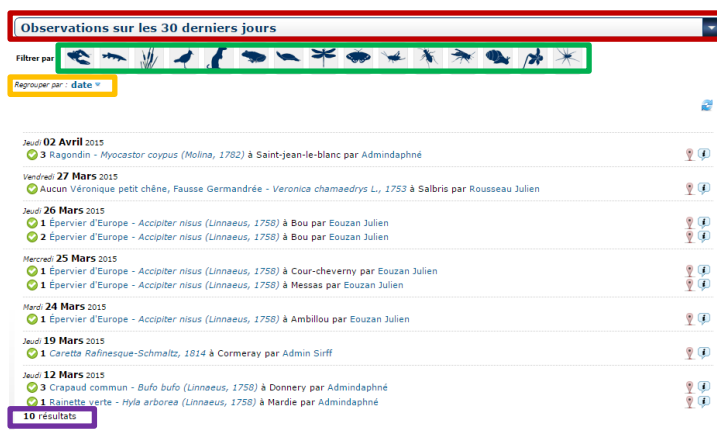 Observations sur les 30 derniers jours
Filtrer par
Regrouper par : date
Jeudi 02 Avril 2015
3 Ragondin - Myocastor coypus (Molina, 1782) à Saint-jean-le-blanc par Admindaphné
Vendredi 27 Mars 2015
Aucun Véronique petit chêne, Fausse Germandrée - Veronica chamaedrys L., 1753 à Salbris par Rousseau Julien
Jeudi 26 Mars 2015
1 Épervier d'Europe - Accipiter nisus (Linnaeus, 1758) à Bou par Eouzan Julien
2 Épervier d'Europe - Accipiter nisus (Linnaeus, 1758) à Bou par Eouzan Julien
Mercredi 25 Mars 2015
1 Épervier d'Europe - Accipiter nisus (Linnaeus, 1758) à Cour-cheverny par Eouzan Julien
1 Épervier d'Europe - Accipiter nisus (Linnaeus, 1758) à Messas par Eouzan Julien
Mardi 24 Mars 2015
1 Épervier d'Europe - Accipiter nisus (Linnaeus, 1758) à Ambillou par Eouzan Julien
Jeudi 19 Mars 2015
1 Caretta Rafinesque-Schmaltz, 1814 à Cormeray par Admin Sirff
Jeudi 12 Mars 2015
3 Crapaud commun - Bufo bufo (Linnaeus, 1758) à Donnery par Admindaphné
1 Rainette verte - Hyla arborea (Linnaeus, 1758) à Mardie par Admindaphné
10 résultats